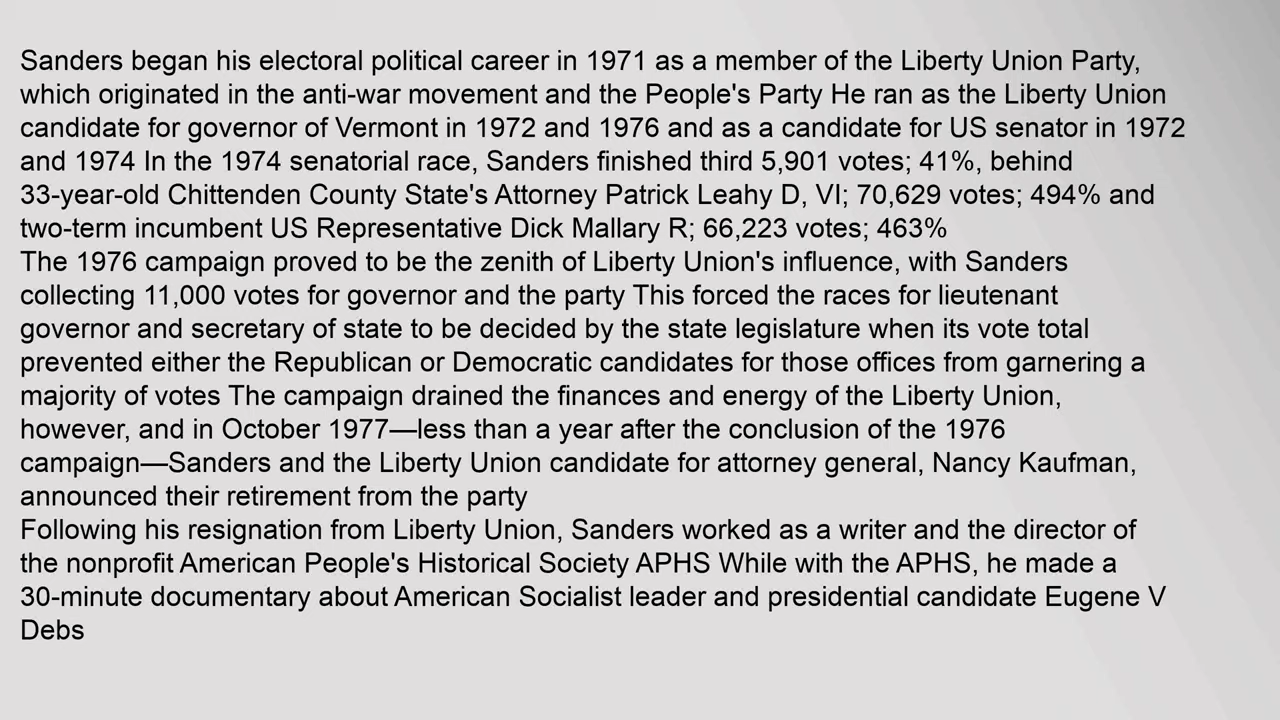 Sanders began his electoral political career in 1971 as a member of the Liberty Union Party,
which originated in the anti-war movement and the People's Party He ran as the Liberty Union
candidate for governor of Vermont in 1972 and 1976 and as a candidate for US senator in 1972
and 1974 In the 1974 senatorial race, Sanders finished third 5,901 votes; 41%, behind
33-year-old Chittenden County State's Attorney Patrick Leahy D, VI; 70,629 votes; 494% and
two-term incumbent US Representative Dick Mallary R; 66,223 votes; 463%
The 1976 campaign proved to be the zenith of Liberty Union's influence, with Sanders
collecting 11,000 votes for governor and the party This forced the races for lieutenant
governor and secretary of state to be decided by the state legislature when its vote total
prevented either the Republican or Democratic candidates for those offices from garnering a
majority of votes The campaign drained the finances and energy of the Liberty Union,
however, and in October 1977—less than a year after the conclusion of the 1976
campaign—Sanders and the Liberty Union candidate for attorney general, Nancy Kaufman,
announced their retirement from the party
Following his resignation from Liberty Union, Sanders worked as a writer and the director of
the nonprofit American People's Historical Society APHS While with the APHS, he made a
30-minute documentary about American Socialist leader and presidential candidate Eugene V
Debs